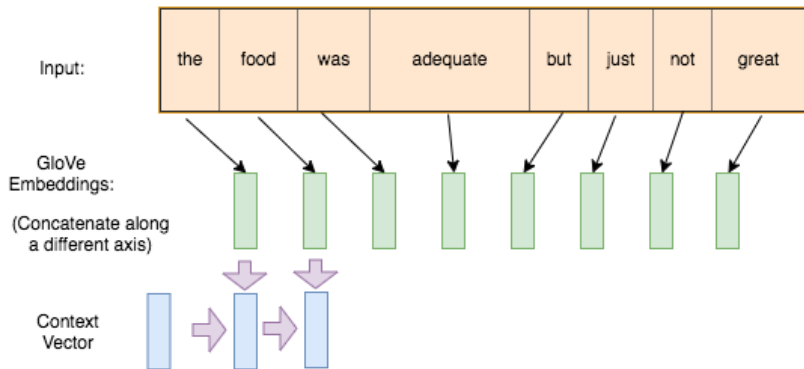 Input:
the food was adequate but just not great
GloVe
Embeddings:
(Concatenate along
a different axis)
Context
Vector